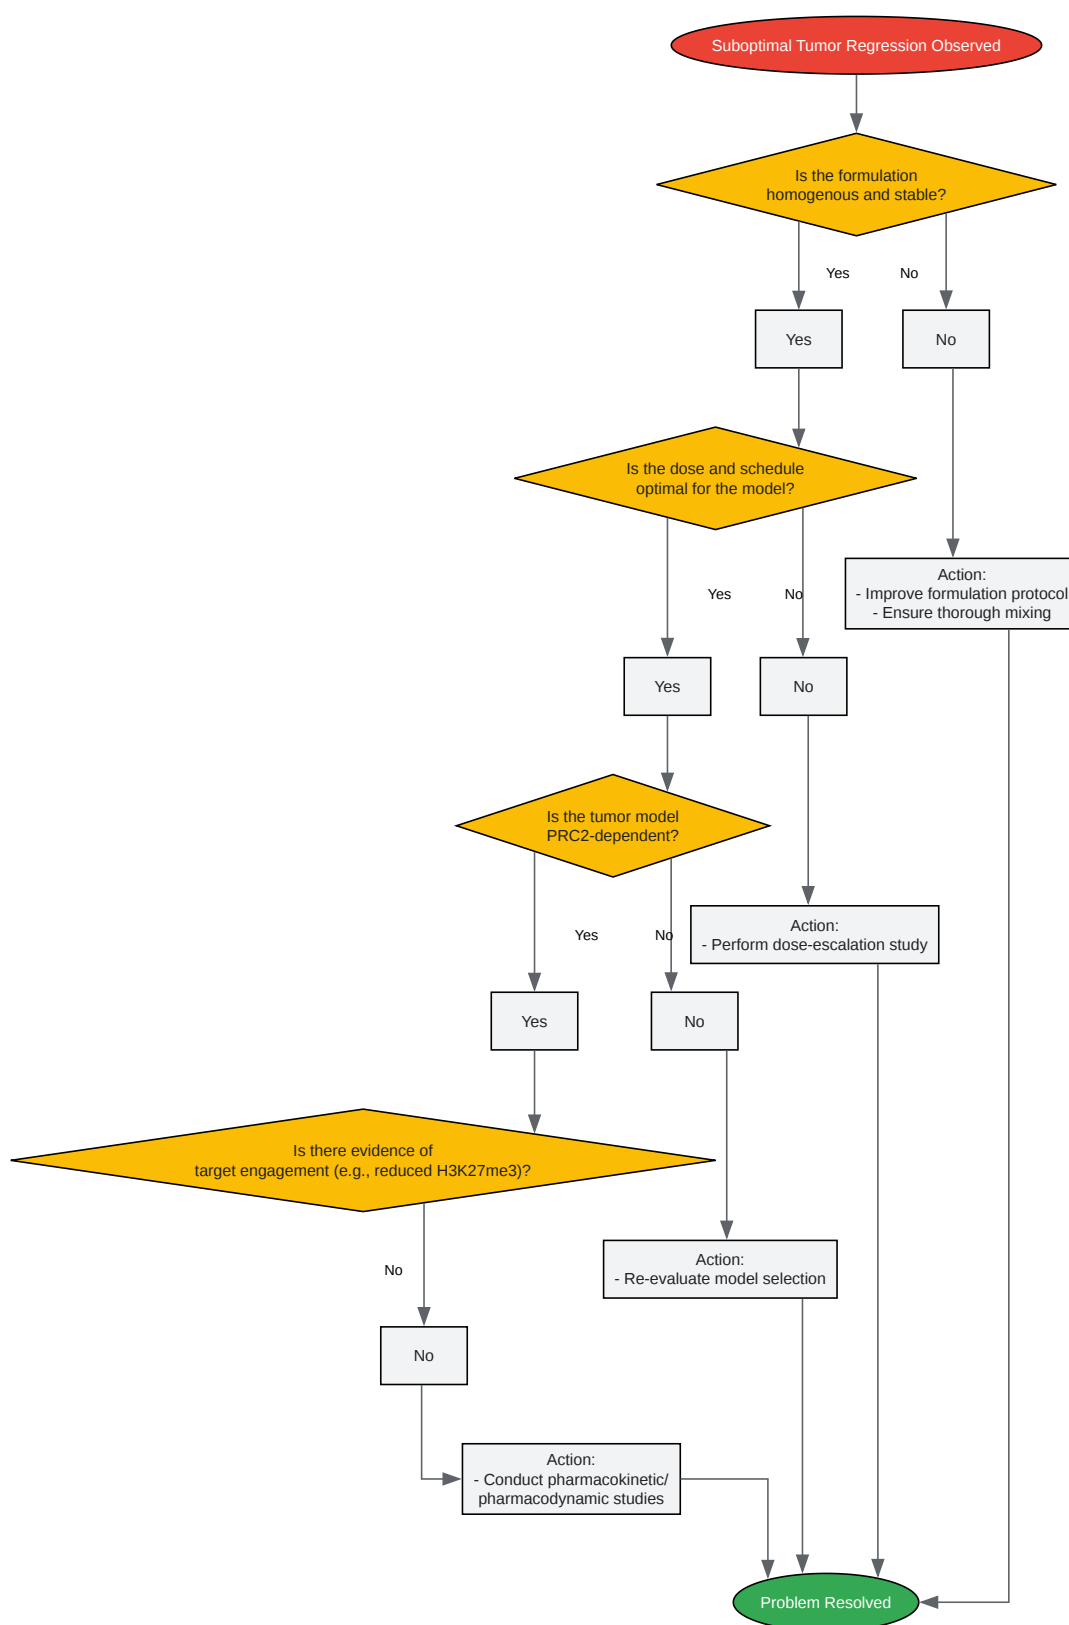 Suboptimal Tumor Regression Observed
Is the formulation
homogenous and stable?
Yes
No
Yes
No
Is the dose and schedule
optimal for the model?
Action:
- Improve formulation protocol
- Ensure thorough mixing
Yes
No
Yes
No
Is the tumor model
PRC2-dependent?
Action:
- Perform dose-escalation study
Yes
No
Yes
No
Is there evidence of
target engagement (e.g., reduced H3K27me3)?
Action:
- Re-evaluate model selection
No
No
Action:
- Conduct pharmacokinetic/
pharmacodynamic studies
Problem Resolved